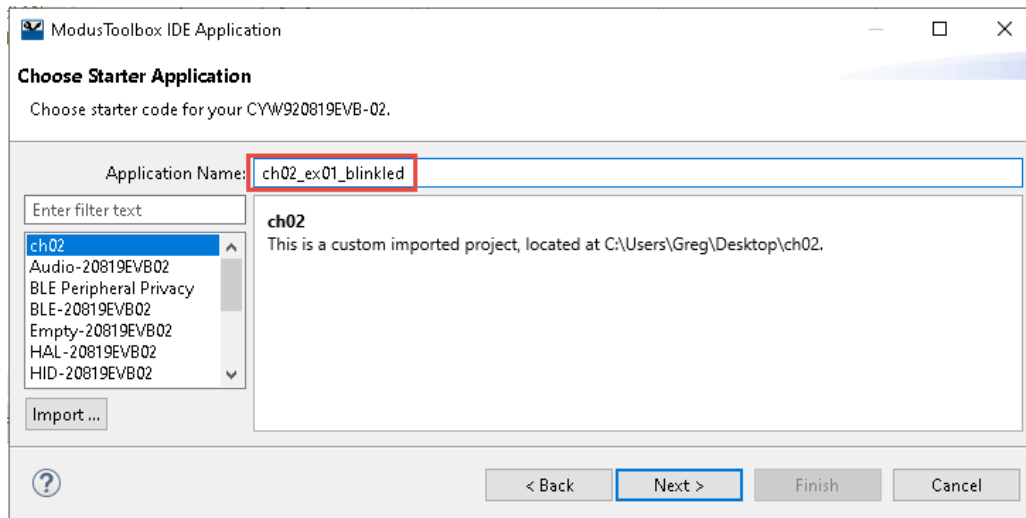 ModusToolbox IDE Application
Choose Starter Application
Choose starter code for your CYW920819EVB-02.
Application Name: ch02_ex01_blinkled
Enter filter text
ch02
Audio-20819EVB02
BLE Peripheral Privacy
BLE-20819EVB02
Empty-20819EVB02
HAL-20819EVB02
HID-20819EVB02
Import ...
ch02
This is a custom imported project, located at C:\Users\Greg\Desktop\ch02.
?
< Back
Next >
Finish
Cancel